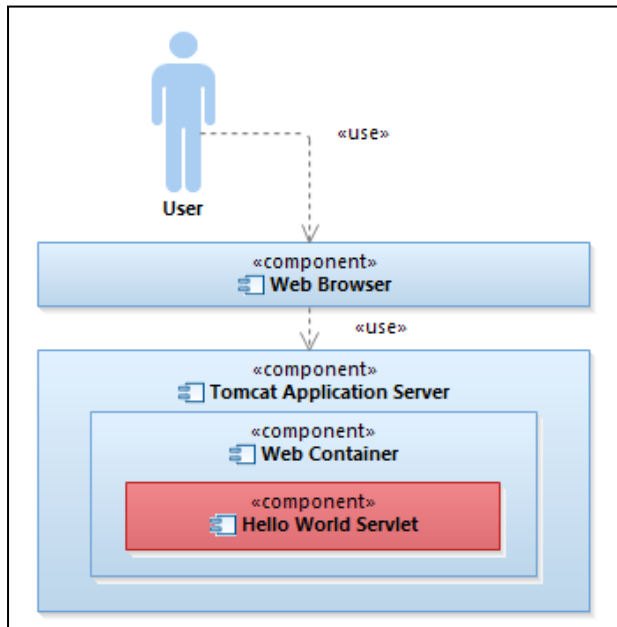 «use»
User
«component»
Web Browser
«use»
«component»
Tomcat Application Server
«component»
Web Container
«component»
Hello World Servlet